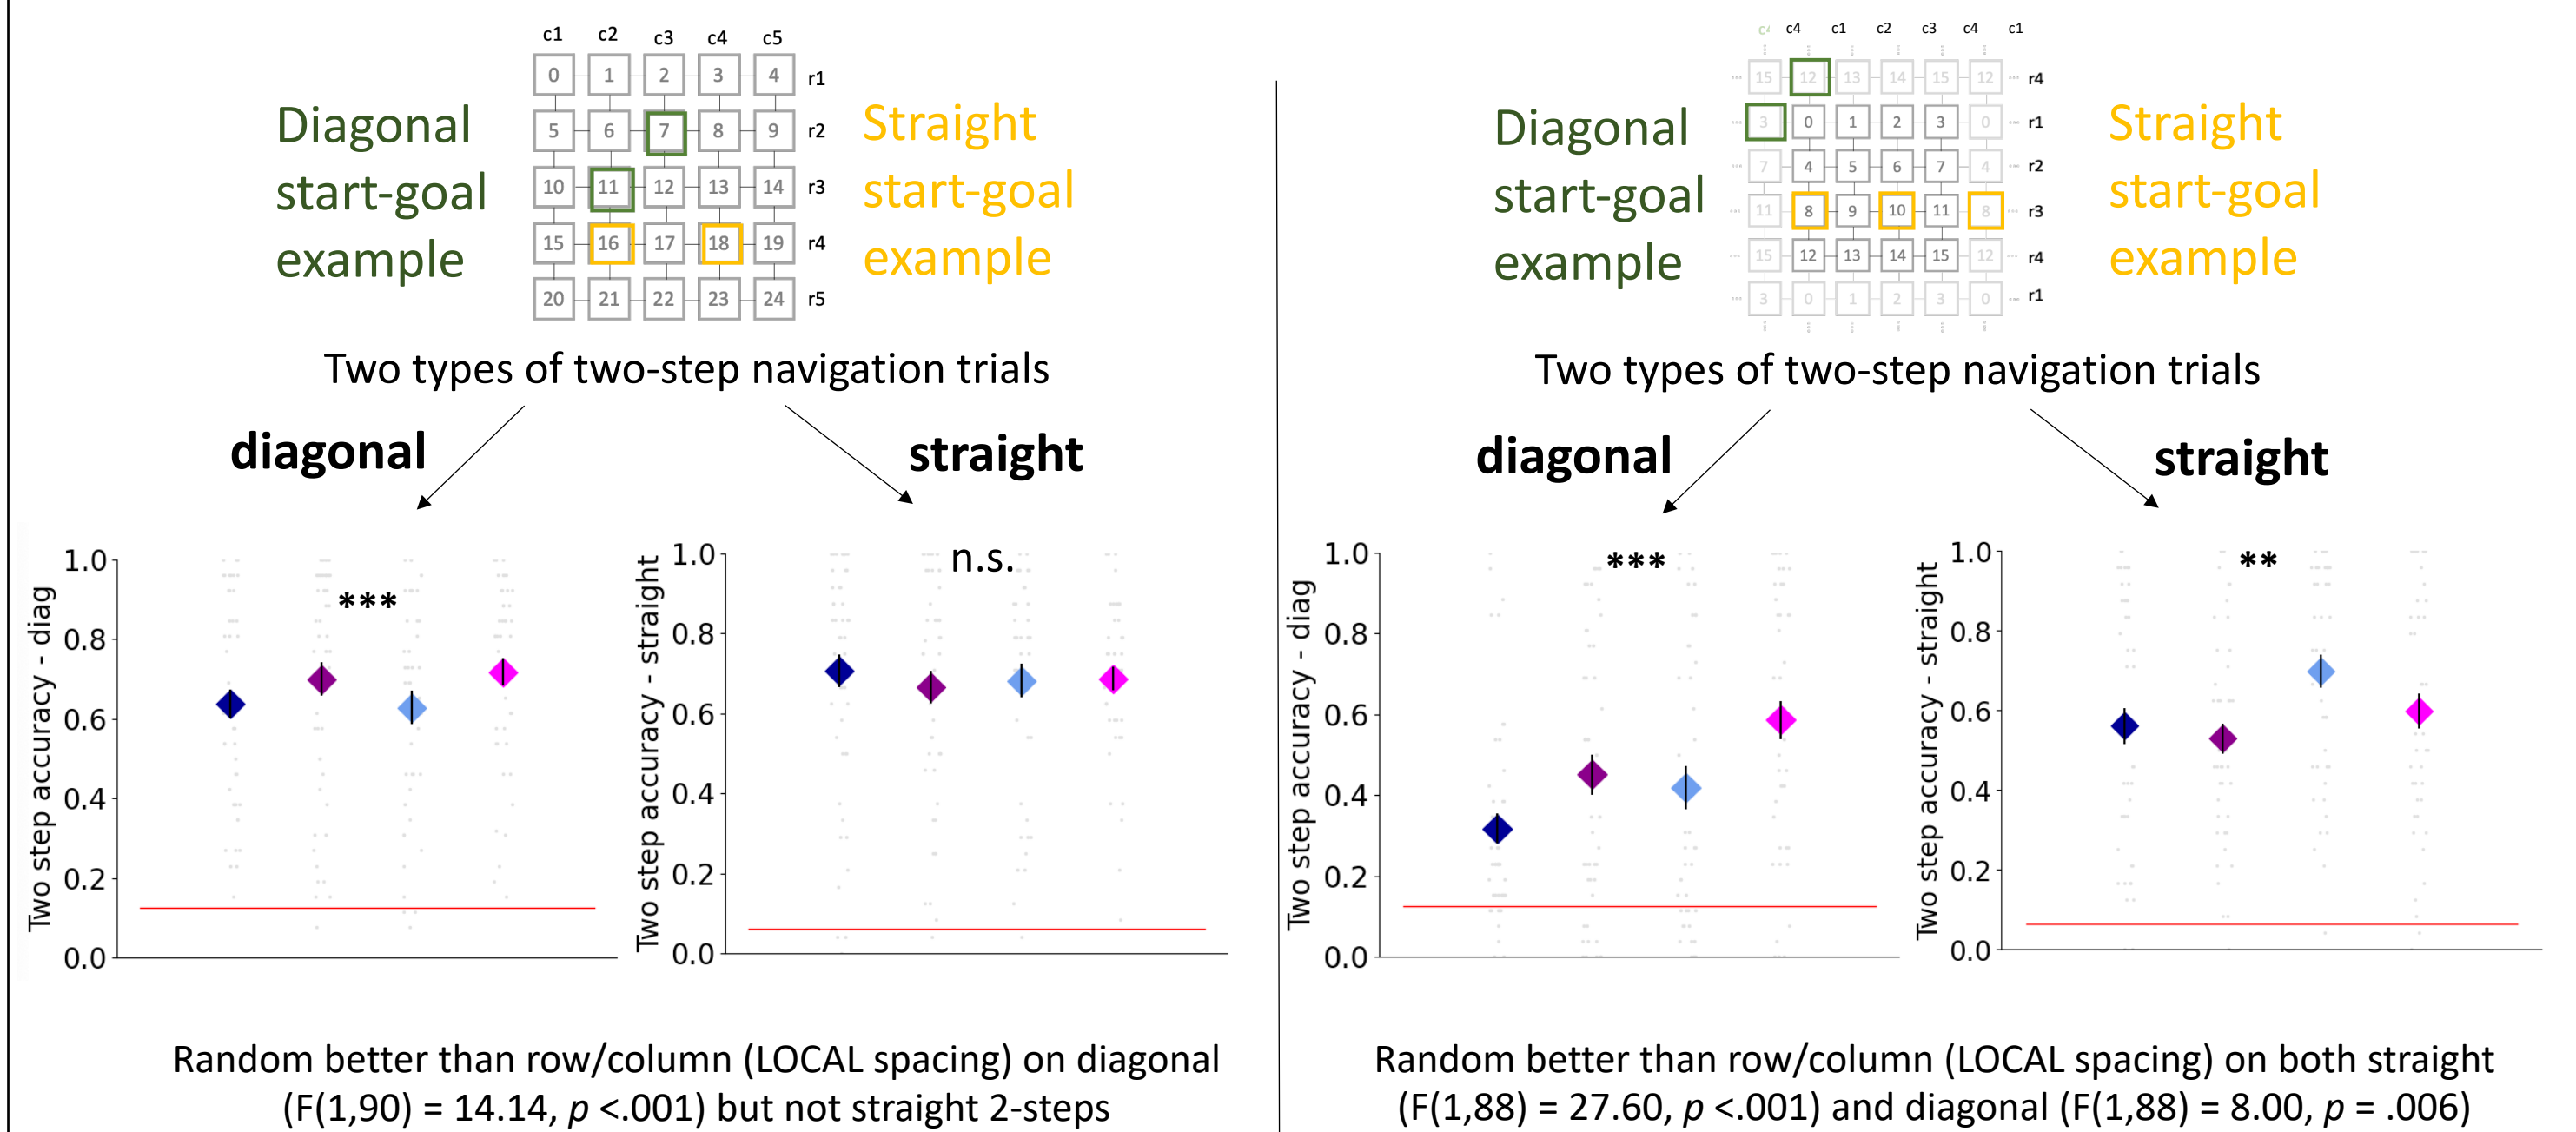 c1 c2 c3 c4 c5
0 1 2 3 4 r1
5 6 7 8 9 r2
10 11 12 13 14 r3
15 16 17 18 19 r4
20 21 22 23 24 r5
Diagonal
start-goal
example
Straight
start-goal
example
Two types of two-step navigation trials
diagonal
straight
Two step accuracy - diag
1.0
0.8
0.6
0.4
0.2
0.0
***
Two step accuracy - straight
1.0
0.8
0.6
0.4
0.2
0.0
n.s.
Random better than row/column (LOCAL spacing) on diagonal
(F(1,90) = 14.14, p <.001) but not straight 2-steps
c4 c1 c2 c3 c4 c1
... 15 12 13 14 15 12 ... r4
... 3 0 1 2 3 0 ... r1
... 7 4 5 6 7 4 ... r2
... 11 8 9 10 11 8 ... r3
... 15 12 13 14 15 12 ... r4
... 3 0 1 2 3 0 ... r1
Diagonal
start-goal
example
Straight
start-goal
example
Two types of two-step navigation trials
diagonal
straight
Two step accuracy - diag
1.0
0.8
0.6
0.4
0.2
0.0
***
Two step accuracy - straight
1.0
0.8
0.6
0.4
0.2
0.0
**
Random better than row/column (LOCAL spacing) on both straight
(F(1,88) = 27.60, p <.001) and diagonal (F(1,88) = 8.00, p = .006)